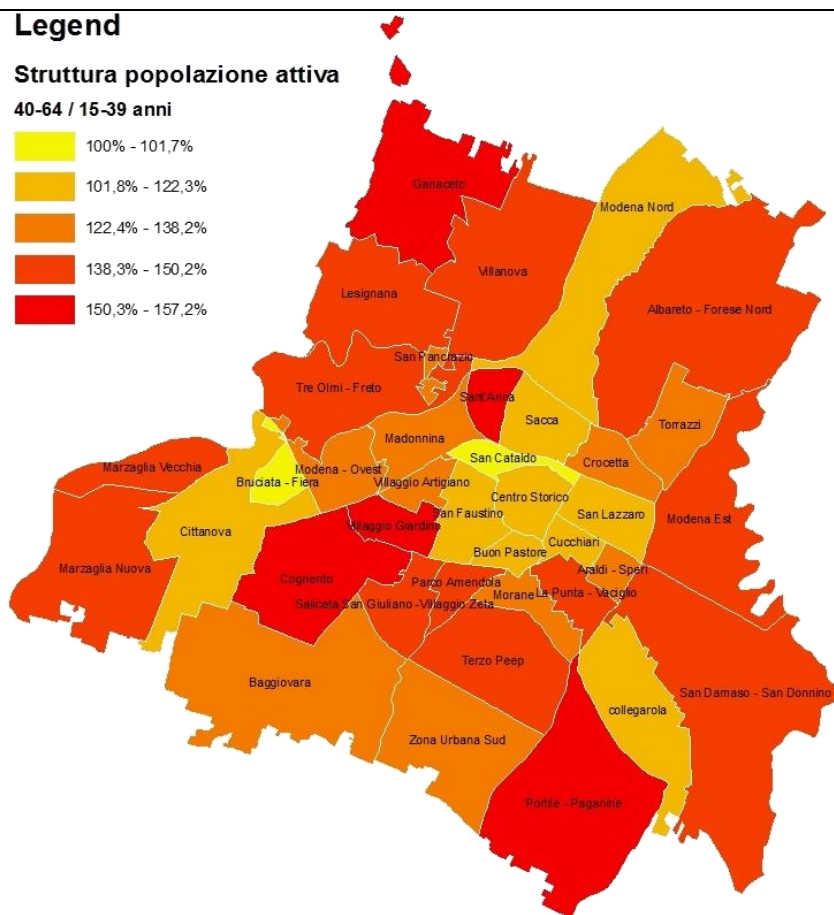 Legend
Struttura popolazione attiva
40-64 / 15-39 anni
100% - 101,7%
101,8% - 122,3%
122,4% - 138,2%
138,3% - 150,2%
150,3% - 157,2%
Ganaceto
Modena Nord
Villanova
Lesignana
Albareto - Forese Nord
San Pancrazio
Tre Olmi - Freto
Sant'Anna
Sacca
Torrazzi
Madonnina
San Cataldo
Crocetta
Marzaglia Vecchia
Modena - Ovest
Bruciata - Fiera
Villaggio Artigiano
Centro Storico
San Faustino
San Lazzaro
Modena Est
Cittanova
Villaggio Giardino
Cucchiari
Buon Pastore
Marzaglia Nuova
Araldi - Speri
Cognento
Parco Amendola
Morane
La Punta - Vaciglio
Saliceta San Giuliano -Villaggio Zeta
Terzo Peep
Baggiovara
San Damaso - San Donnino
collegarola
Zona Urbana Sud
Portile - Paganine